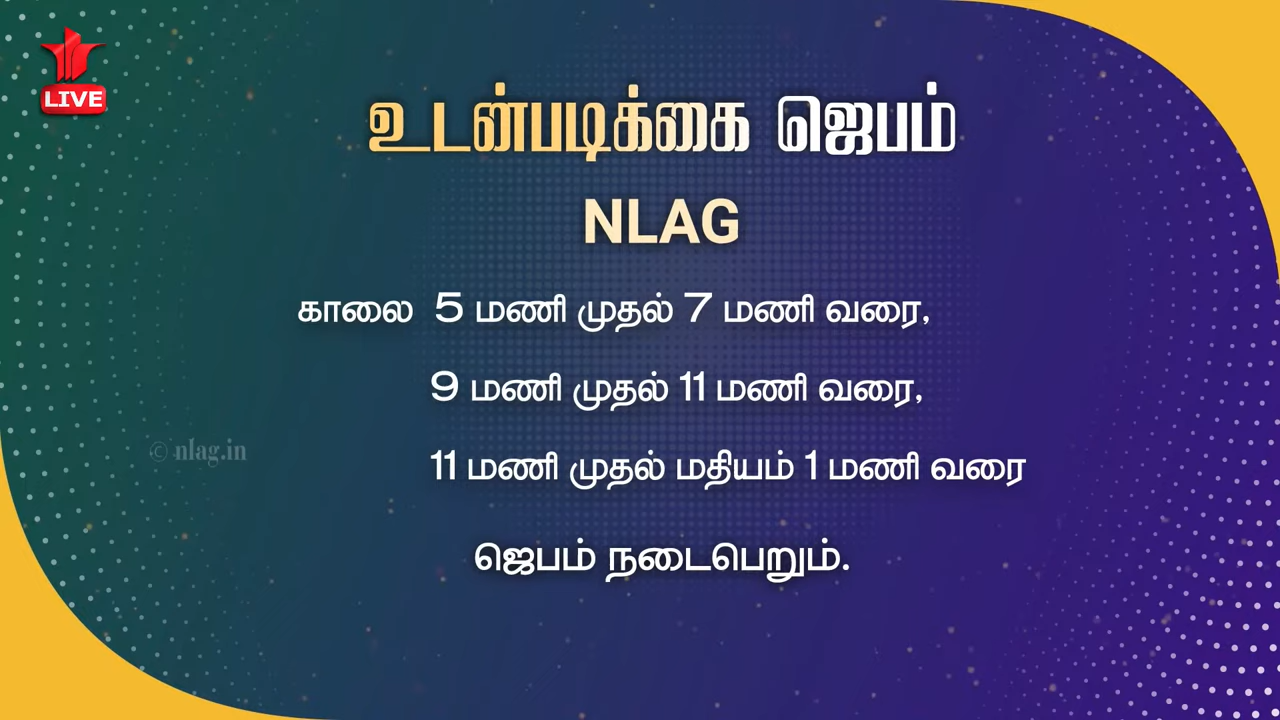 LIVE
உடன்படிக்கை ஜெபம்
NLAG
காலை 5 மணி முதல் 7 மணி வரை,
9 மணி முதல் 11 மணி வரை,
© nlag.in
11 மணி முதல் மதியம் 1 மணி வரை
ஜெபம் நடைபெறும்.